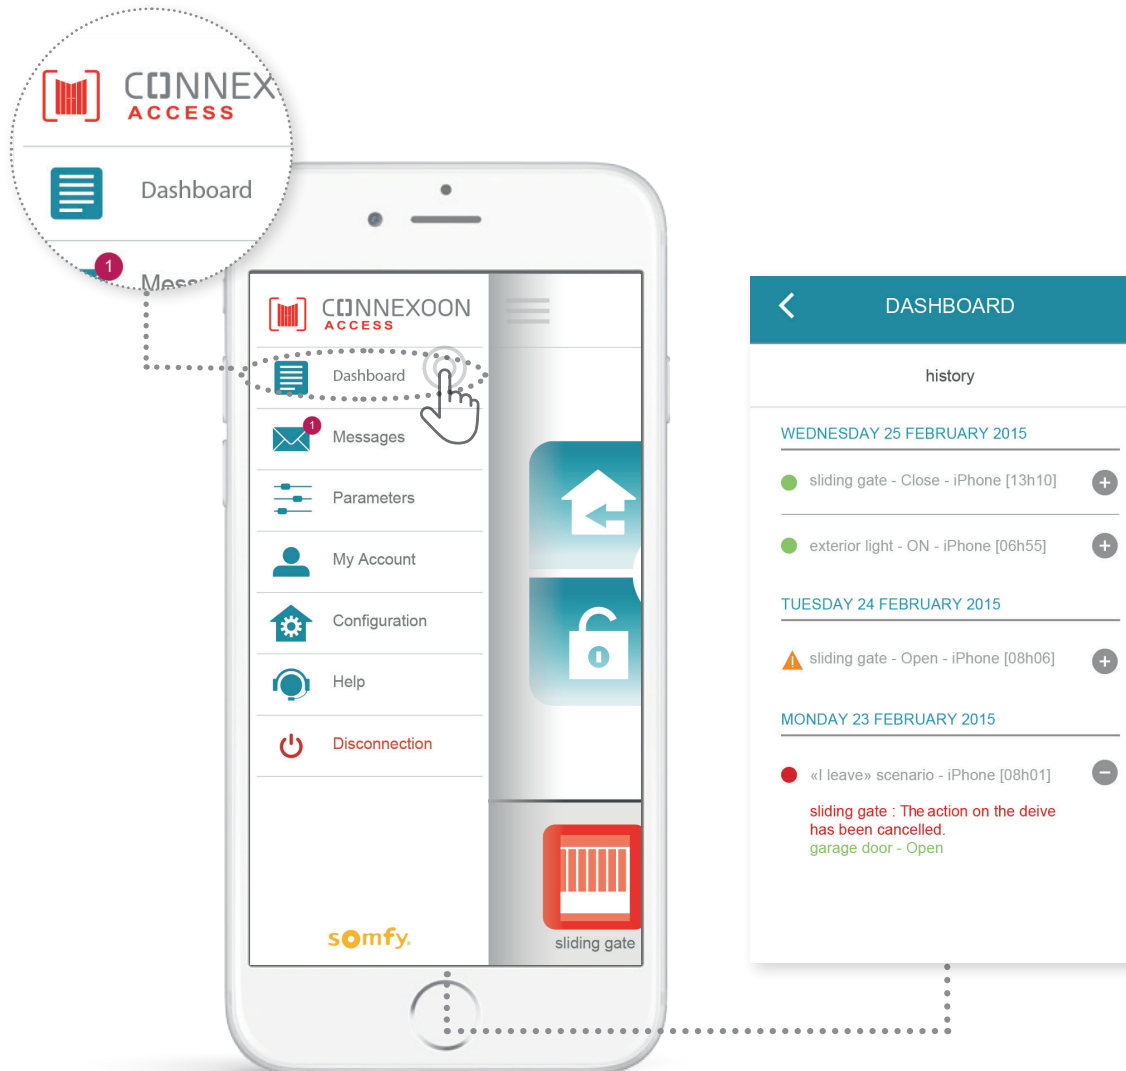 CONNEX
ACCESS
Dashboard
1
Mess
CONNEXOON
ACCESS
Dashboard
1
Messages
Parameters
My Account
Configuration
Help
Disconnection
somfy.
sliding gate
DASHBOARD
history
WEDNESDAY 25 FEBRUARY 2015
sliding gate - Close - iPhone [13h10]
exterior light - ON - iPhone [06h55]
TUESDAY 24 FEBRUARY 2015
sliding gate - Open - iPhone [08h06]
MONDAY 23 FEBRUARY 2015
«I leave» scenario - iPhone [08h01]
sliding gate : The action on the deive
has been cancelled.
garage door - Open